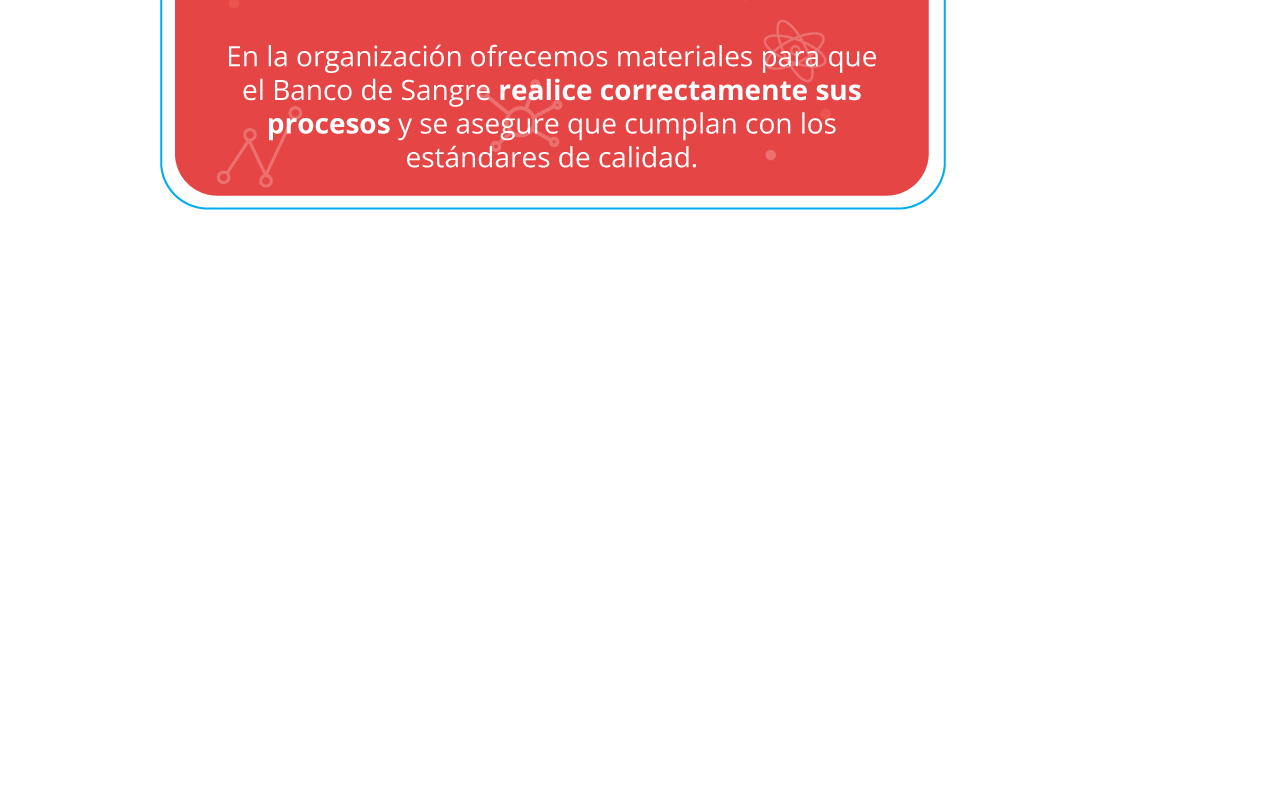 En la organización ofrecemos materiales para que
el Banco de Sangre realice correctamente sus
procesos y se asegure que cumplan con los
estándares de calidad.